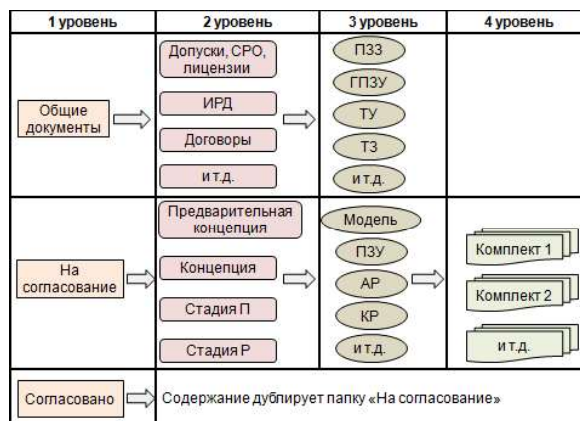 1 уровень
2 уровень
3 уровень
4 уровень
Общие
документы
Допуски, СРО,
лицензии
ИРД
Договоры
и т.д.
ПЗЗ
ГПЗУ
ТУ
ТЗ
и т.д.
На
согласование
Предварительная
концепция
Концепция
Стадия П
Стадия Р
Модель
ПЗУ
АР
КР
и т.д.
Комплект 1
Комплект 2
и т.д.
Согласовано
Содержание дублирует папку «На согласование»